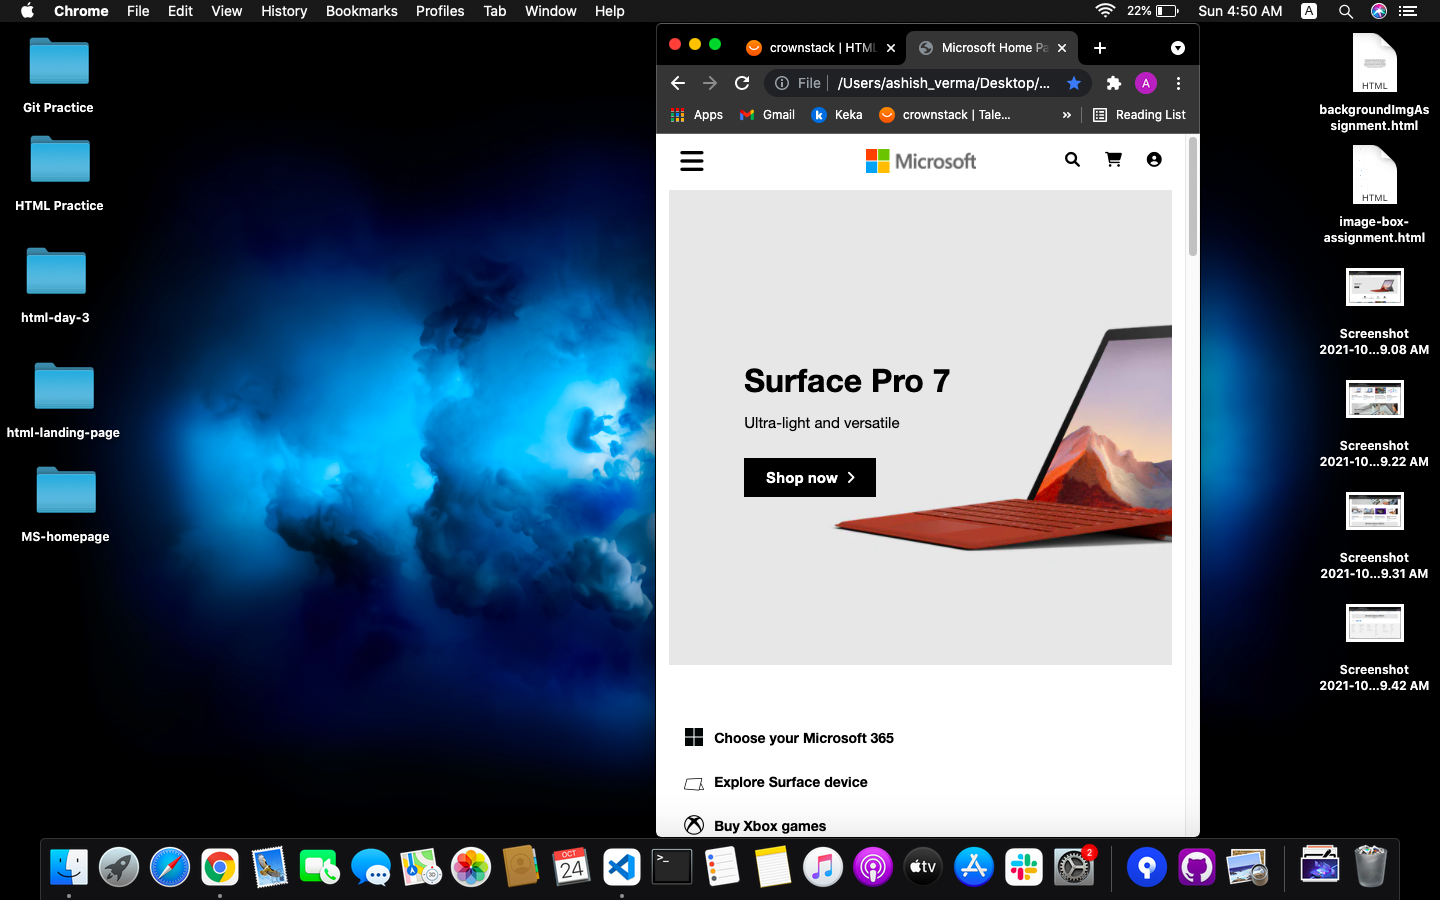 Chrome File Edit View History Bookmarks Profiles Tab Window Help 22% Sun 4:50 AM A
Git Practice
HTML Practice
html-day-3
html-landing-page
MS-homepage
crownstack | HTML
Microsoft Home Pa
File /Users/ashish_verma/Desktop/... A
Apps Gmail Keka crownstack | Tale... » Reading List
Microsoft
Surface Pro 7
Ultra-light and versatile
Shop now
Choose your Microsoft 365
Explore Surface device
Buy Xbox games
HTML
backgroundImgAs
signment.html
HTML
image-box-
assignment.html
Screenshot
2021-10...9.08 AM
Screenshot
2021-10...9.22 AM
Screenshot
2021-10...9.31 AM
Screenshot
2021-10...9.42 AM
OCT
24
>_
tv
2